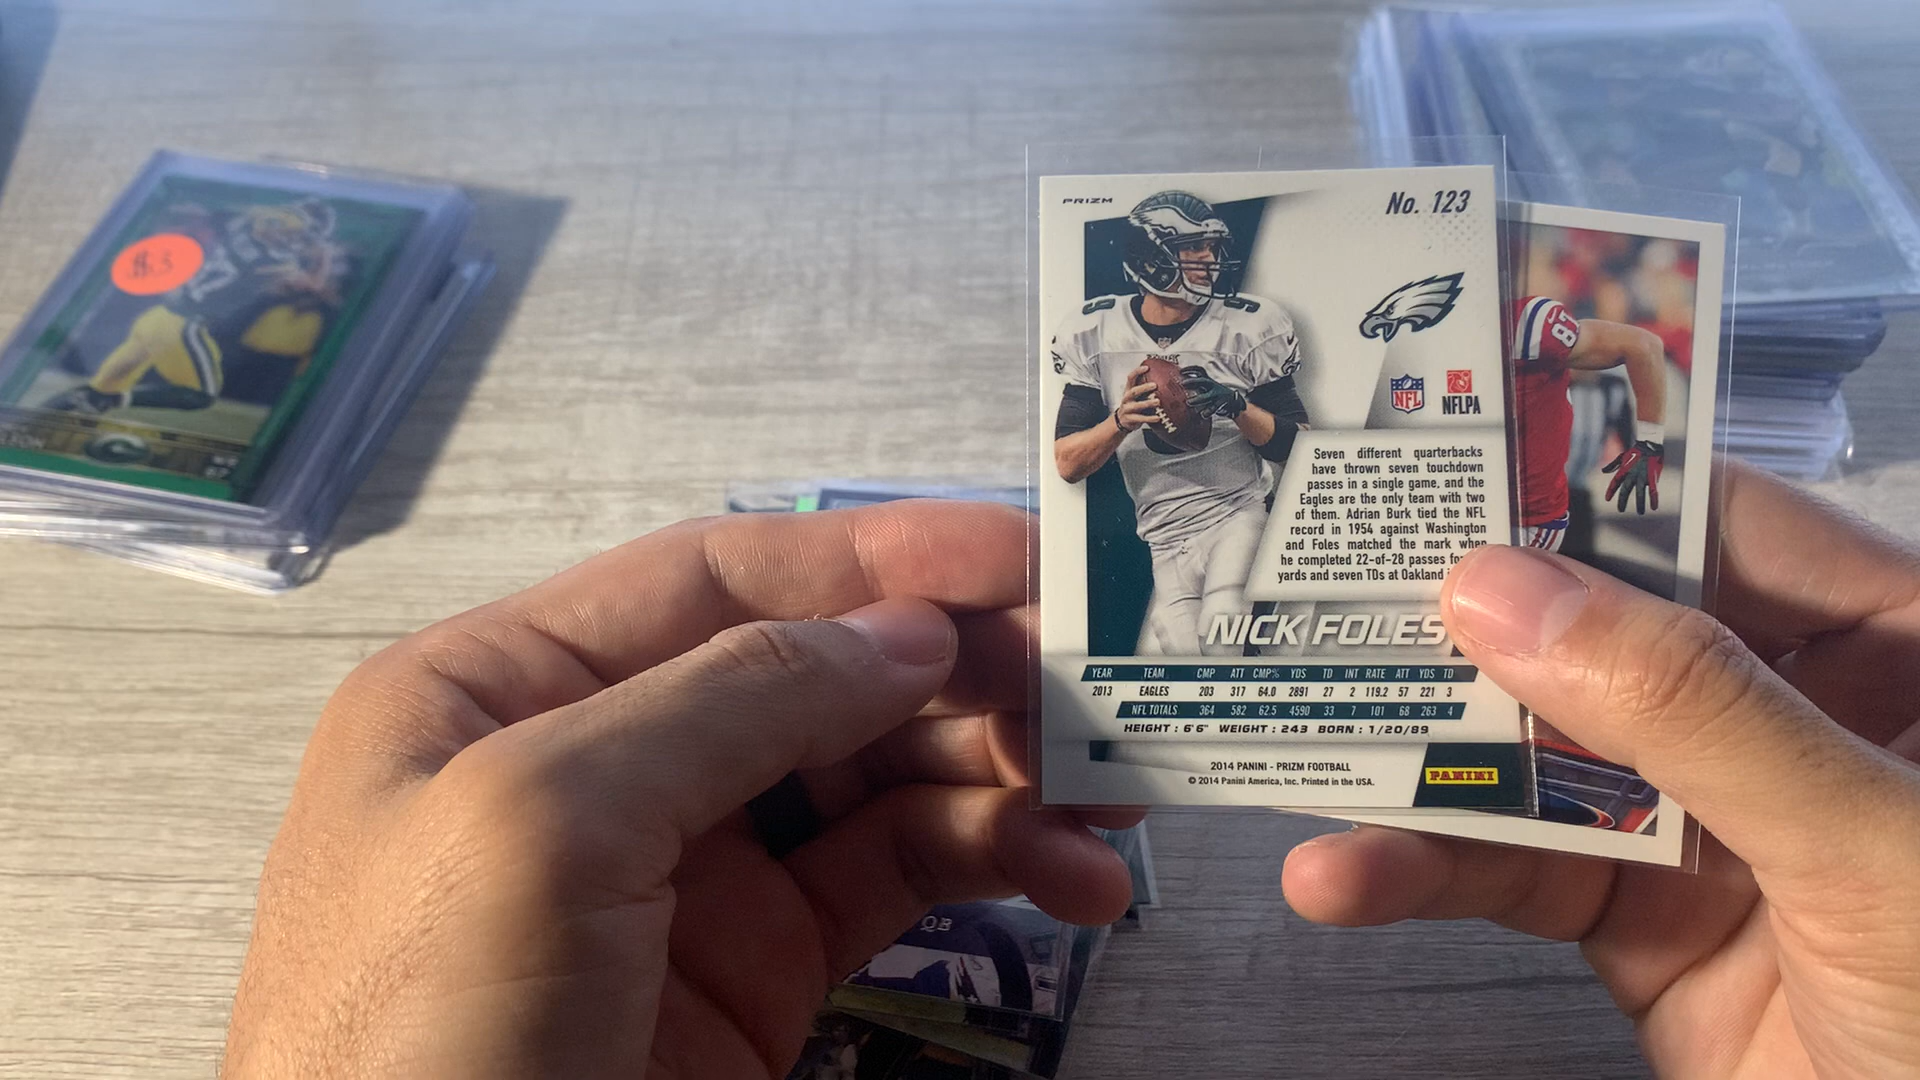 PRIZM
No. 123
NFL
NFLPA
9
87
$.3
Seven different quarterbacks
have thrown seven touchdown
passes in a single game, and the
Eagles are the only team with two
of them. Adrian Burk tied the NFL
record in 1954 against Washington
and Foles matched the mark when
he completed 22-of-28 passes
yards and seven TDs at Oakland
NICK FOLES
YEAR TEAM CMP ATT CMP% YDS TD INT RATE ATT YDS TD
2013 EAGLES 203 317 64.0 2891 27 2 119.2 57 221 3
NFL TOTALS 364 582 62.5 4590 33 7 101 68 263 4
HEIGHT : 6'6" WEIGHT : 243 BORN : 1/20/89
2014 PANINI - PRIZM FOOTBALL
© 2014 Panini America, Inc. Printed in the USA.
PANINI
QB